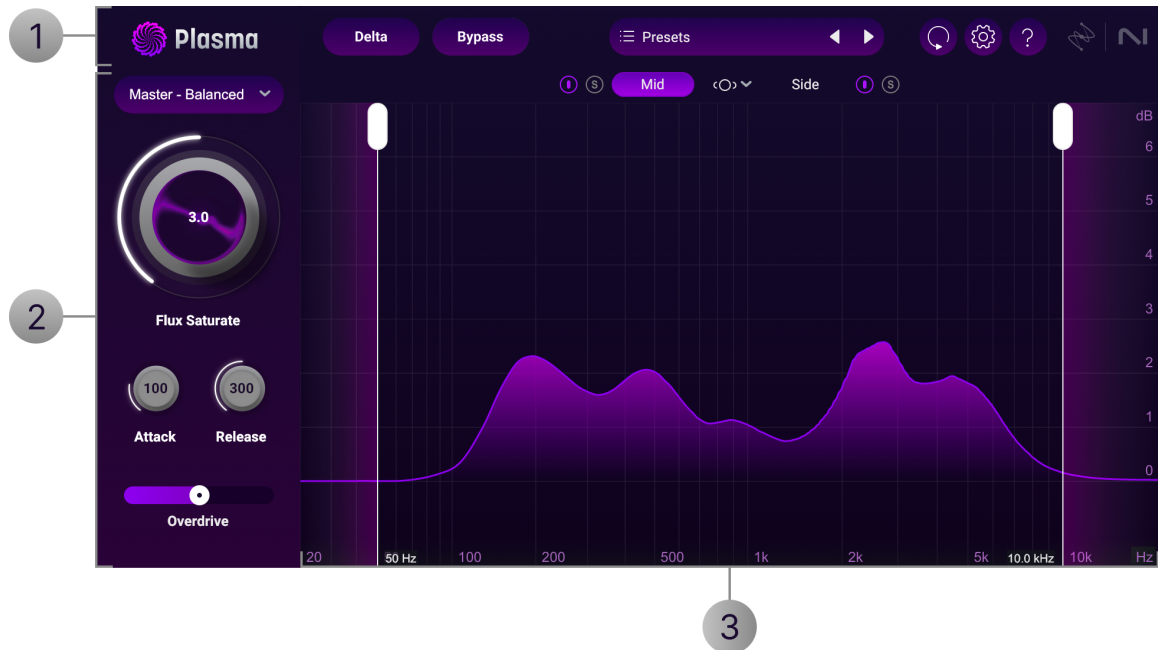 1
Plasma
Delta
Bypass
Presets
?
S
Mid
Side
S
Master - Balanced
dB
6
5
4
3
2
1
0
3.0
Flux Saturate
2
100
300
Attack
Release
Overdrive
20
50 Hz
100
200
500
1k
2k
5k
10.0 kHz
10k
Hz
3